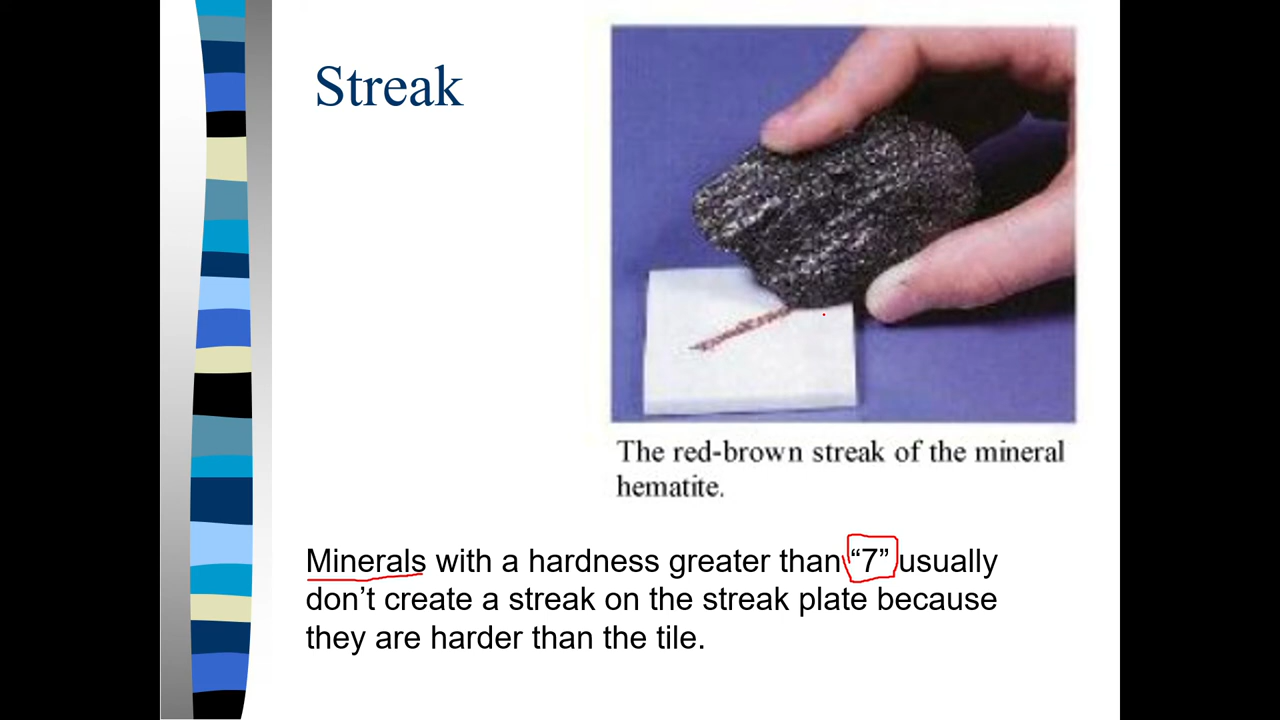 Streak
The red-brown streak of the mineral
hematite.
Minerals with a hardness greater than “7” usually
don’t create a streak on the streak plate because
they are harder than the tile.